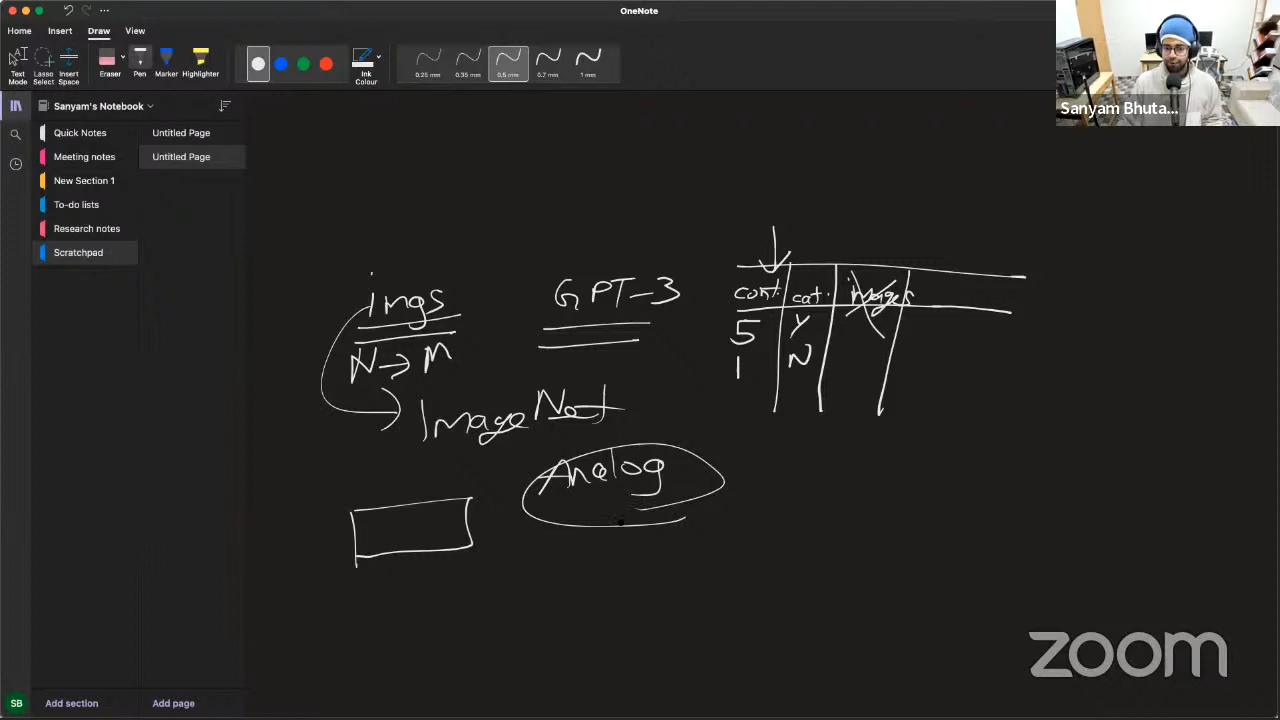 OneNote
Home Insert Draw View
Text Mode
Lasso Select
Insert Space
Eraser
Pen
Marker
Highlighter
0.25 mm
0.35 mm
0.5 mm
0.7 mm
1 mm
Ink Colour
Sanyam Bhuta...
Sanyam's Notebook
Quick Notes
Meeting notes
New Section 1
To-do lists
Research notes
Scratchpad
Untitled Page
Untitled Page
imgs
N → M
ImageNet
GPT-3
Analog
cont. cat. images
5 Y
1 N
SB
Add section
Add page
zoom